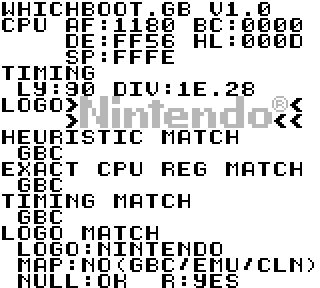 WHICHBOOT.GB V1.0
CPU AF:1180 BC:0000
DE:FF56 HL:000D
SP:FFFE
TIMING
LY:90 DIV:1E.28
LOGO>Nintendo®<
><<
HEURISTIC MATCH
GBC
EXACT CPU REG MATCH
GBC
TIMING MATCH
GBC
LOGO MATCH
LOGO:NINTENDO
MAP:NO(GBC/EMU/CLN)
NULL:OK R:YES